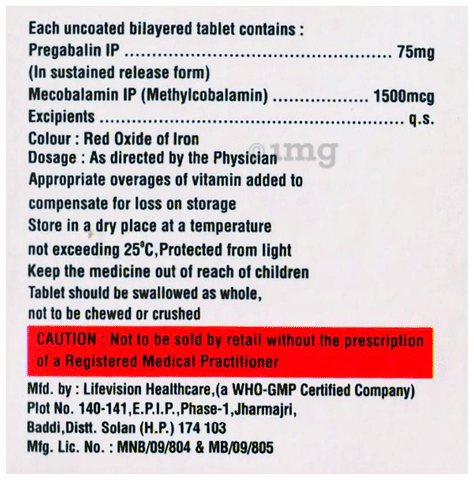 Each uncoated bilayered tablet contains :
Pregabalin IP ................................................ 75mg
(In sustained release form)
Mecobalamin IP (Methylcobalamin) ................... 1500mcg
Excipients ........................................................... q.s.
Colour : Red Oxide of Iron
1mg
Dosage : As directed by the Physician
Appropriate overages of vitamin added to
compensate for loss on storage
Store in a dry place at a temperature
not exceeding 25°C,Protected from light
Keep the medicine out of reach of children
Tablet should be swallowed as whole,
not to be chewed or crushed
CAUTION : Not to be sold by retail without the prescription
of a Registered Medical Practitioner
Mfd. by : Lifevision Healthcare,(a WHO-GMP Certified Company)
Plot No. 140-141,E.P.I.P.,Phase-1,Jharmajri,
Baddi,Distt. Solan (H.P.) 174 103
Mfg. Lic. No. : MNB/09/804 & MB/09/805